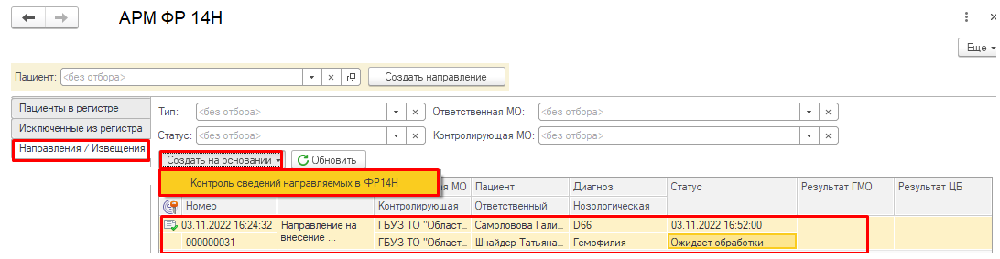 АРМ ФР 14Н
Еще
Пациент: <без отбора> Создать направление
Пациенты в регистре
Исключенные из регистра
Направления / Извещения
Тип: <без отбора> Ответственная МО: <без отбора>
Статус: <без отбора> Контролирующая МО: <без отбора>
Создать на основании Обновить
Контроль сведений направляемых в ФР14Н
МО Пациент Диагноз Статус Результат ГМО Результат ЦБ
Номер Контролирующая Ответственный Нозологическая
03.11.2022 16:24:32 Направление на внесение ... ГБУЗ ТО "Област... Самоловова Гали... D66 03.11.2022 16:52:00
000000031 ГБУЗ ТО "Област... Шнайдер Татьяна... Гемофилия Ожидает обработки